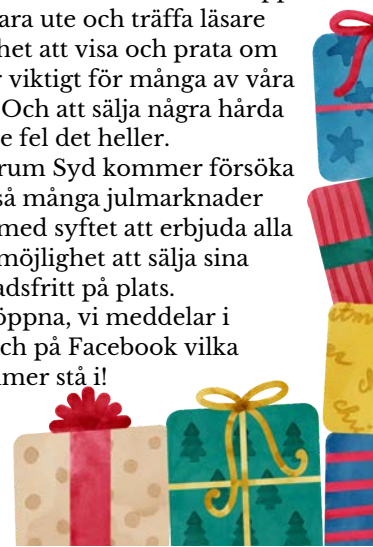 ara ute och träffa läsare
het att visa och prata om
viktigt för många av våra
Och att sälja några hårda
e fel det heller.
rum Syd kommer försöka
så många julmarknader
med syftet att erbjuda alla
möjlighet att sälja sina
adsfritt på plats.
öppna, vi meddelar i
ch på Facebook vilka
mer stå i!